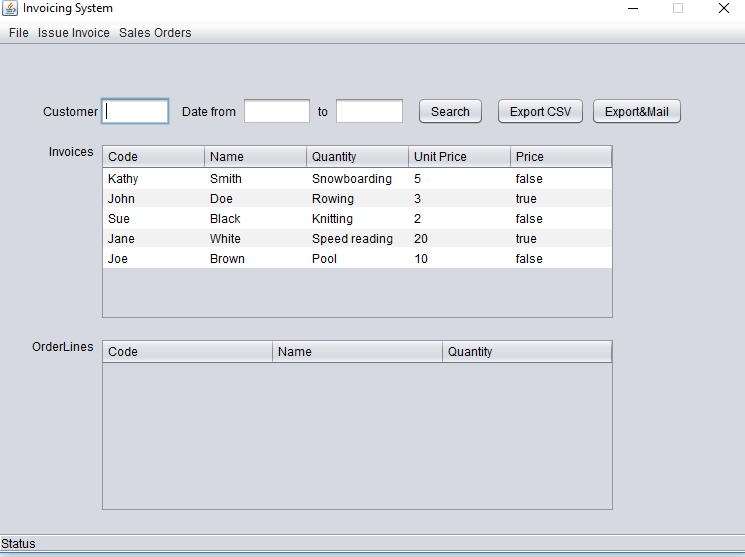 Invoicing System
File Issue Invoice Sales Orders
Customer Date from to Search Export CSV Export&Mail
Invoices
Code Name Quantity Unit Price Price
Kathy Smith Snowboarding 5 false
John Doe Rowing 3 true
Sue Black Knitting 2 false
Jane White Speed reading 20 true
Joe Brown Pool 10 false
OrderLines
Code Name Quantity
Status